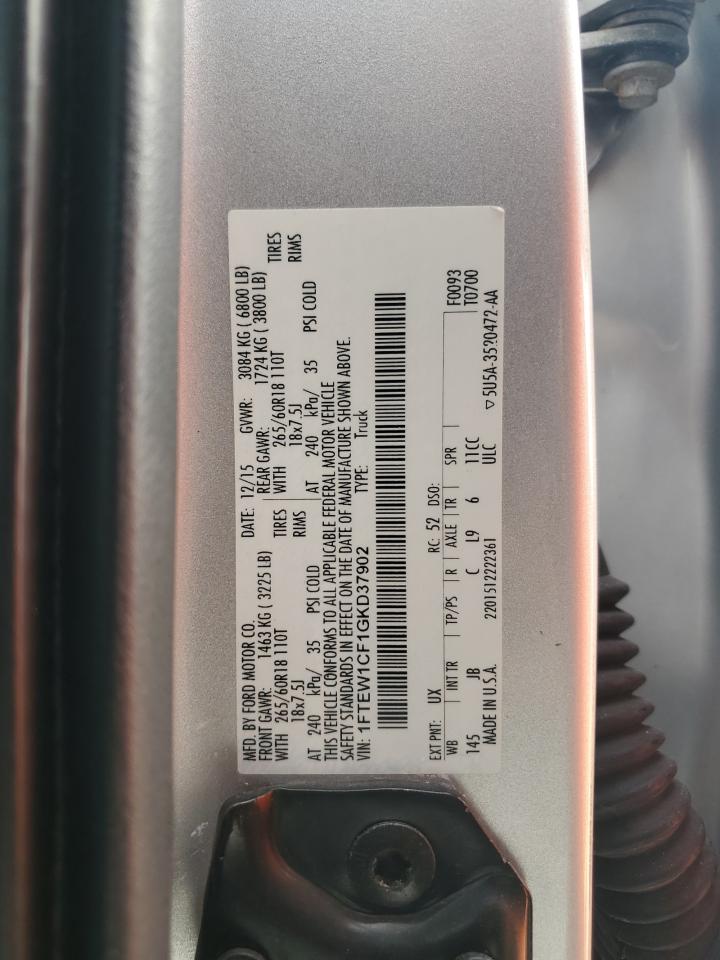 MFD. BY FORD MOTOR CO. DATE: 12/15 GVWR: 3084 KG ( 6800 LB)
FRONT GAWR: 1463 KG ( 3225 LB) REAR GAWR: 1724 KG ( 3800 LB)
WITH 265/60R18 110T TIRES WITH 265/60R18 110T TIRES
18x7.5J RIMS 18x7.5J RIMS
AT 240 kPa/ 35 PSI COLD AT 240 kPa/ 35 PSI COLD
THIS VEHICLE CONFORMS TO ALL APPLICABLE FEDERAL MOTOR VEHICLE
SAFETY STANDARDS IN EFFECT ON THE DATE OF MANUFACTURE SHOWN ABOVE.
VIN: 1FTEW1CF1GKD37902 TYPE: Truck
EXT PNT: UX RC: 52 DSO: F0093
WB INT TR TP/PS R AXLE TR SPR T0700
145 JB C L9 6 11CC
MADE IN U.S.A. 2201512222361 ULC ▽5U5A-3520472-AA